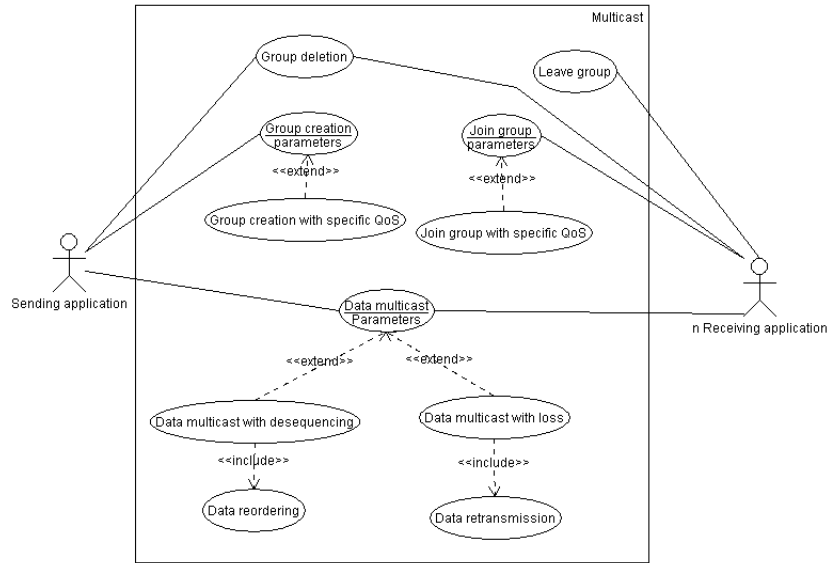 Multicast
Group deletion
Leave group
Group creation
parameters
Join group
parameters
<<extend>>
<<extend>>
Group creation with specific QoS
Join group with specific QoS
Sending application
n Receiving application
Data multicast
Parameters
<<extend>>
<<extend>>
Data multicast with desequencing
Data multicast with loss
<<include>>
<<include>>
Data reordering
Data retransmission